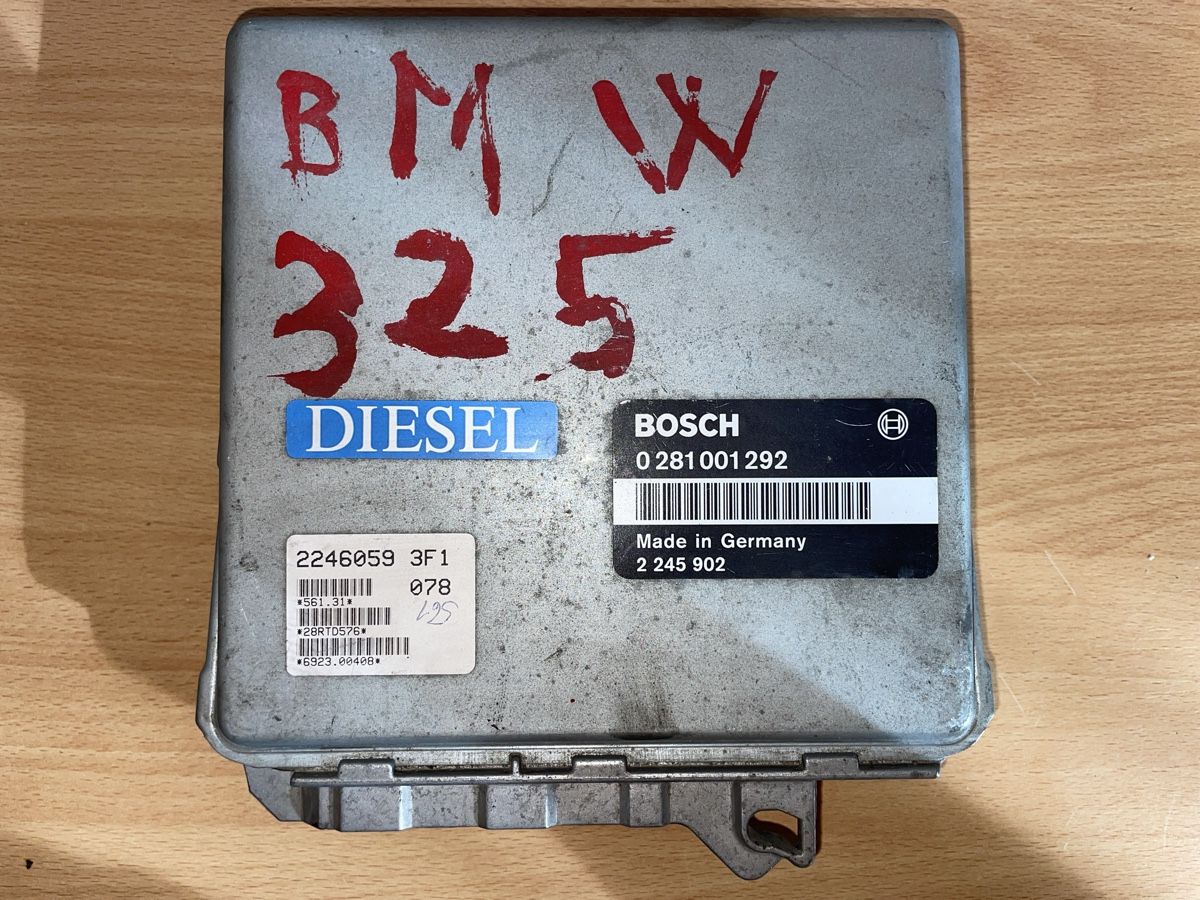 BMW
325
DIESEL
BOSCH
0 281 001 292
Made in Germany
2 245 902
2246059 3F1
078
*561.31*
561
*28RTD576*
*6923.00408*